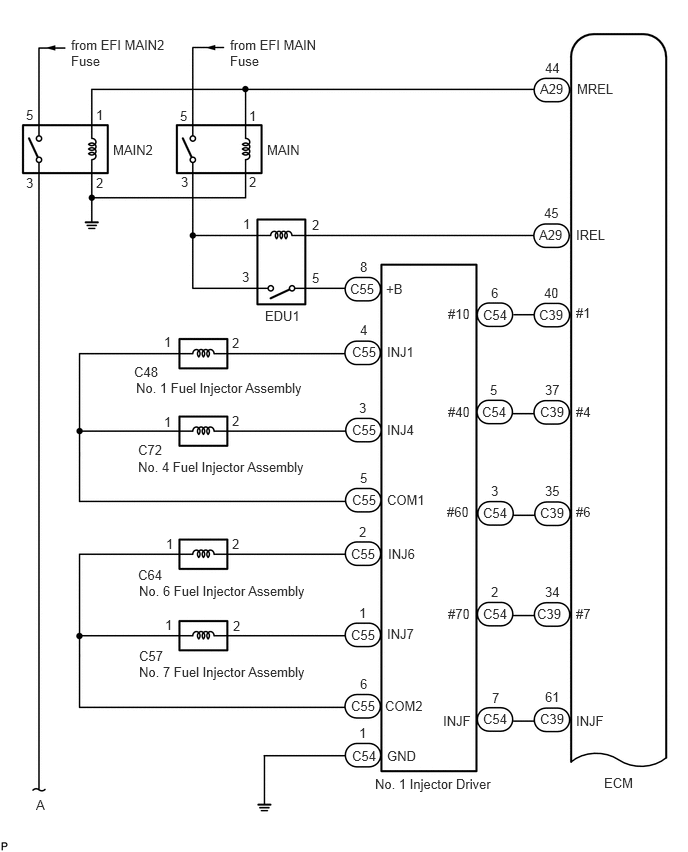 from EFI MAIN2
Fuse
from EFI MAIN
Fuse
44
A29 MREL
5 1
MAIN2
3 2
5 1
MAIN
3 2
45
A29 IREL
1 2
3 5
EDU1
8
C55 +B
4
C55 INJ1
1 2
C48
No. 1 Fuel Injector Assembly
3
C55 INJ4
1 2
C72
No. 4 Fuel Injector Assembly
5
C55 COM1
2
C55 INJ6
1 2
C64
No. 6 Fuel Injector Assembly
1
C55 INJ7
1 2
C57
No. 7 Fuel Injector Assembly
6
C55 COM2
1
C54 GND
6 40
#10 C54 C39 #1
5 37
#40 C54 C39 #4
3 35
#60 C54 C39 #6
2 34
#70 C54 C39 #7
7 61
INJF C54 C39 INJF
No. 1 Injector Driver
ECM
A
P